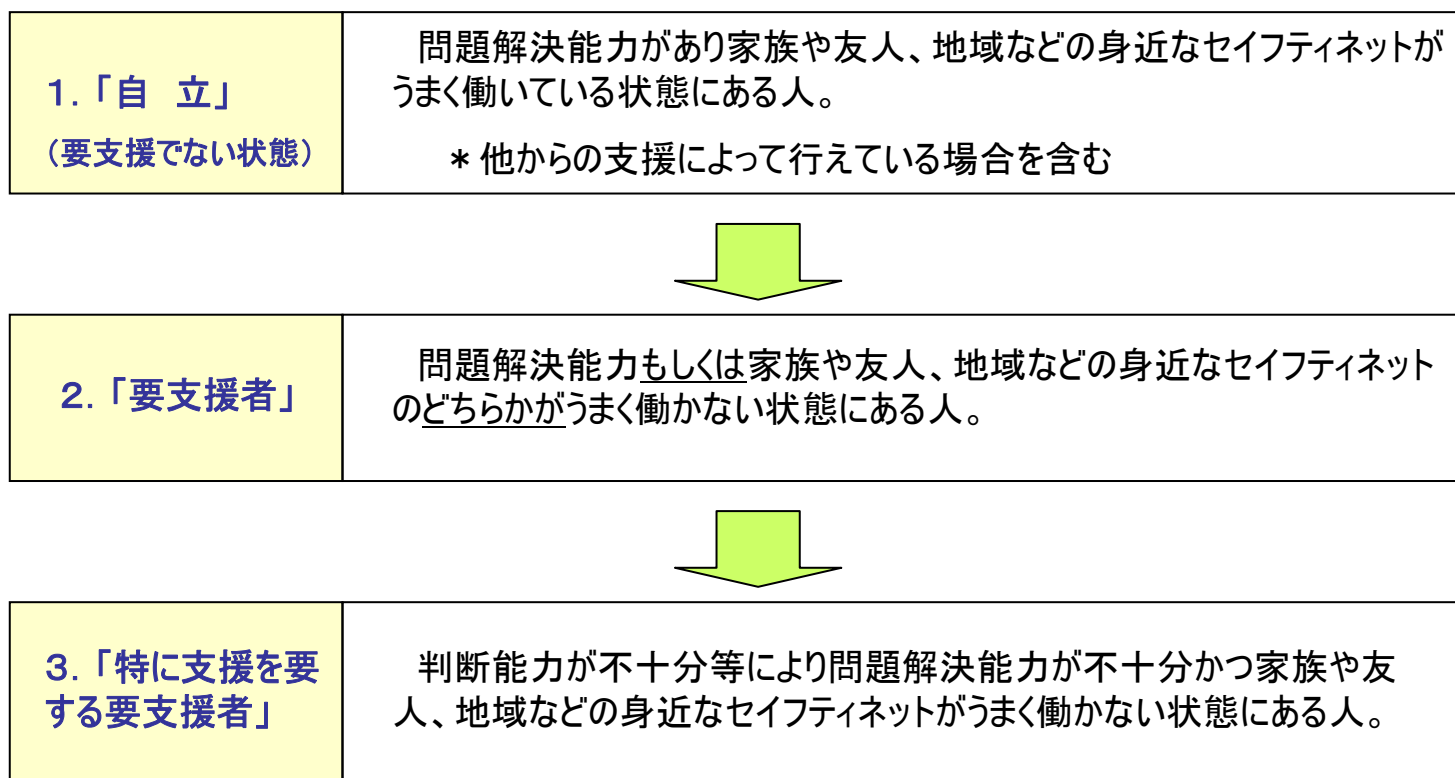 1.「自　立」
（要支援でない状態）
問題解決能力があり家族や友人、地域などの身近なセイフティネットが
うまく働いている状態にある人。
＊他からの支援によって行えている場合を含む
2.「要支援者」
問題解決能力もしくは家族や友人、地域などの身近なセイフティネット
のどちらかがうまく働かない状態にある人。
3.「特に支援を要
する要支援者」
判断能力が不十分等により問題解決能力が不十分かつ家族や友
人、地域などの身近なセイフティネットがうまく働かない状態にある人。